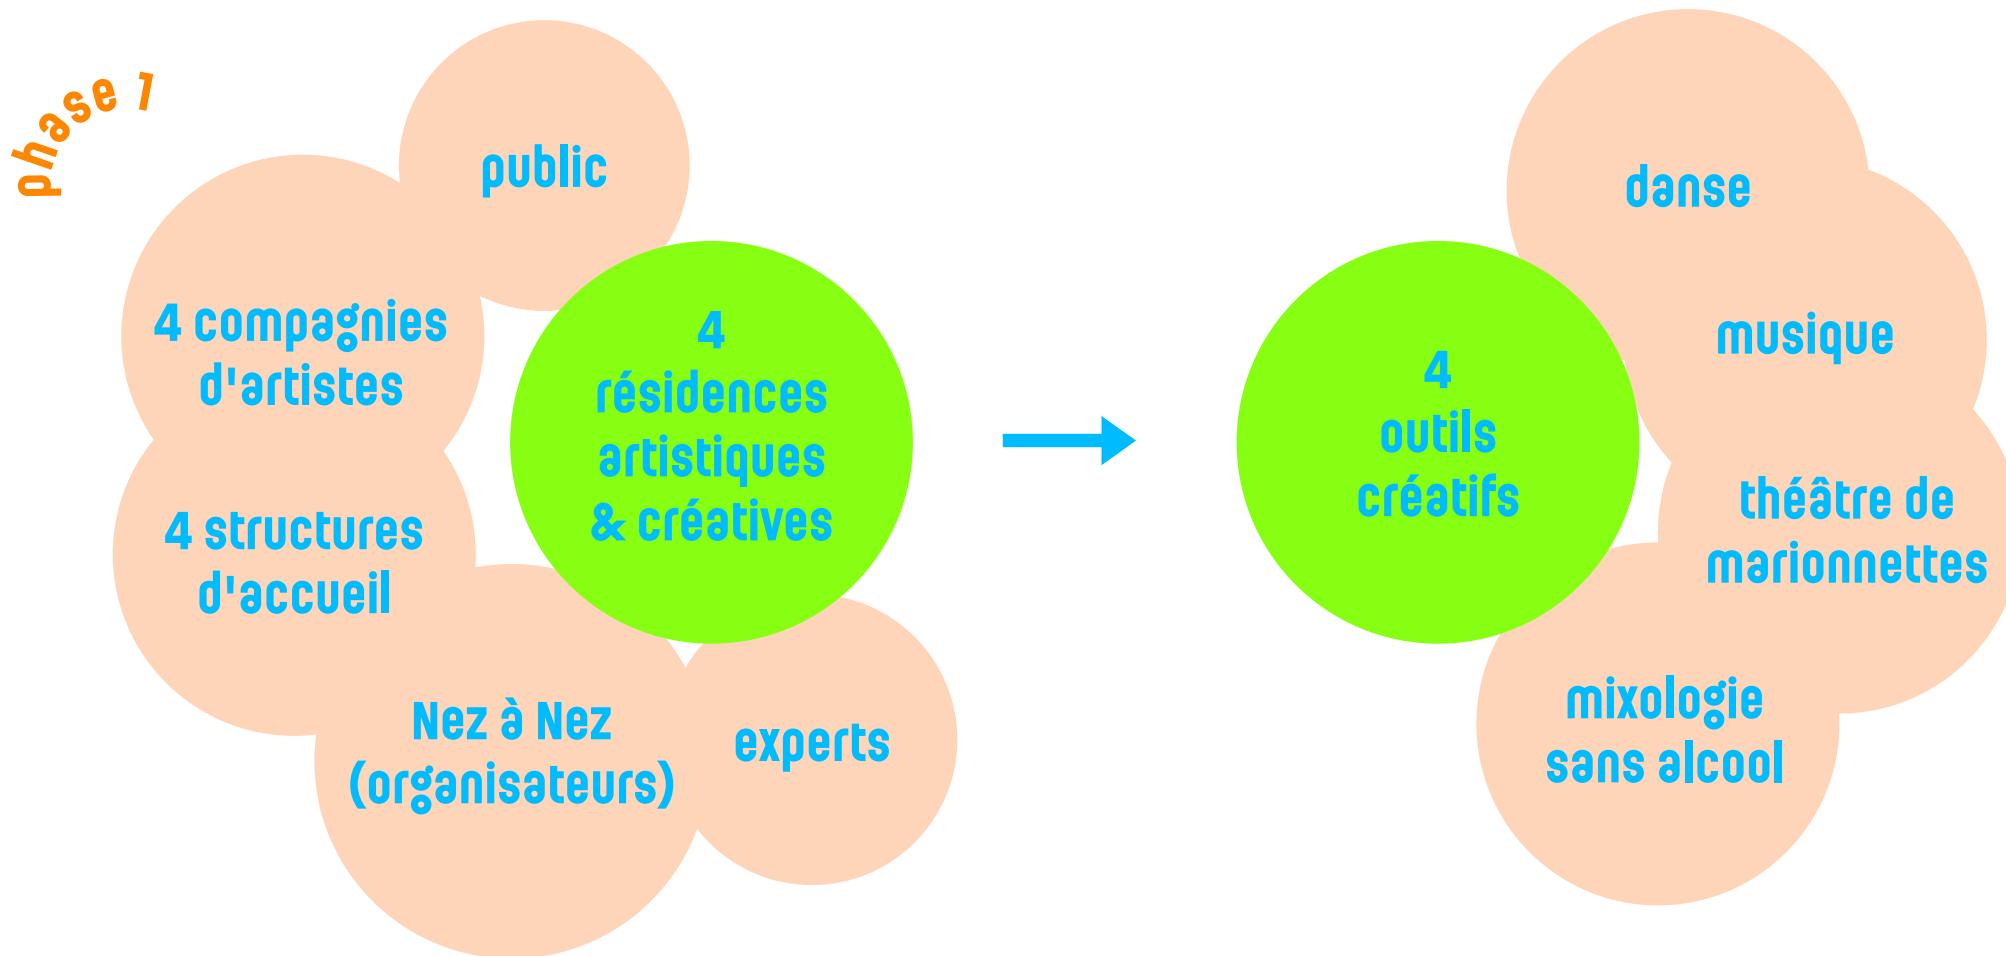 phase 1
public
4 compagnies
d'artistes
4 structures
d'accueil
Nez à Nez
(organisateurs)
experts
4
résidences
artistiques
& créatives
4
outils
créatifs
danse
musique
théâtre de
marionnettes
mixologie
sans alcool